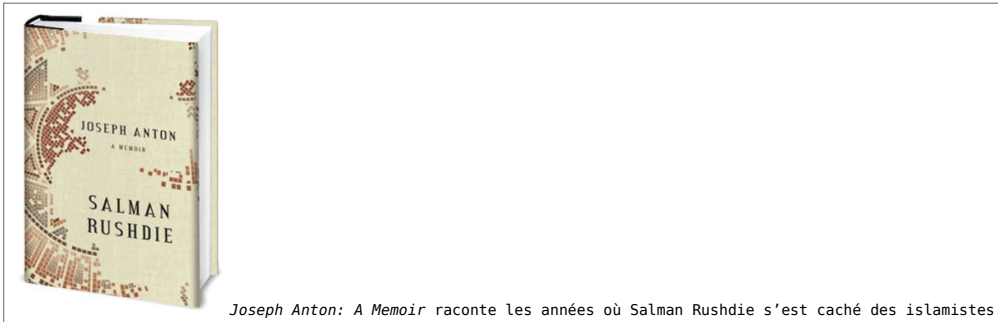 JOSEPH ANTON
A MEMOIR
SALMAN
RUSHDIE
Joseph Anton: A Memoir raconte les années où Salman Rushdie s’est caché des islamistes